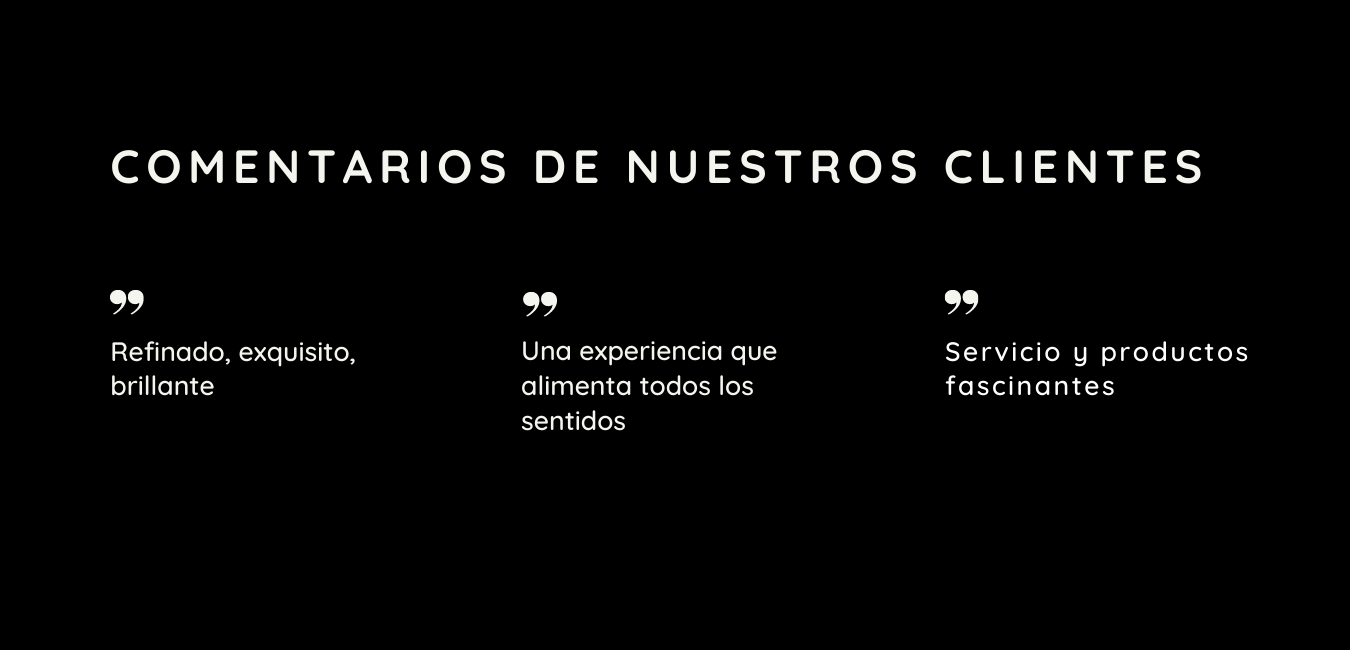 COMENTARIOS DE NUESTROS CLIENTES
”
Refinado, exquisito,
brillante
”
Una experiencia que
alimenta todos los
sentidos
”
Servicio y productos
fascinantes